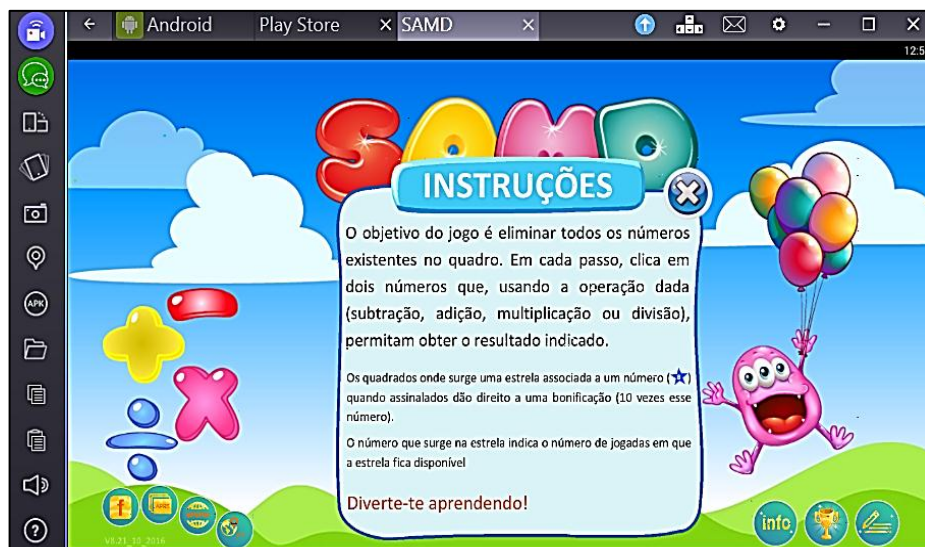 Android Play Store SAMD
12:5
SAMD
INSTRUÇÕES
O objetivo do jogo é eliminar todos os números
existentes no quadro. Em cada passo, clica em
dois números que, usando a operação dada
(subtração, adição, multiplicação ou divisão),
permitam obter o resultado indicado.
Os quadrados onde surge uma estrela associada a um número (★)
quando assinalados dão direito a uma bonificação (10 vezes esse
número).
O número que surge na estrela indica o número de jogadas em que
a estrela fica disponível
Diverte-te aprendendo!
APK
f
info
V8.21_10_2016